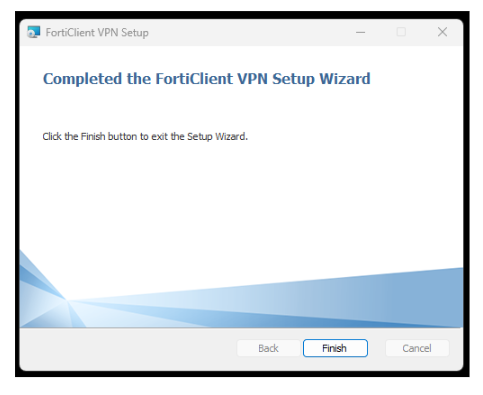 FortiClient VPN Setup
Completed the FortiClient VPN Setup Wizard
Click the Finish button to exit the Setup Wizard.
Back Finish Cancel